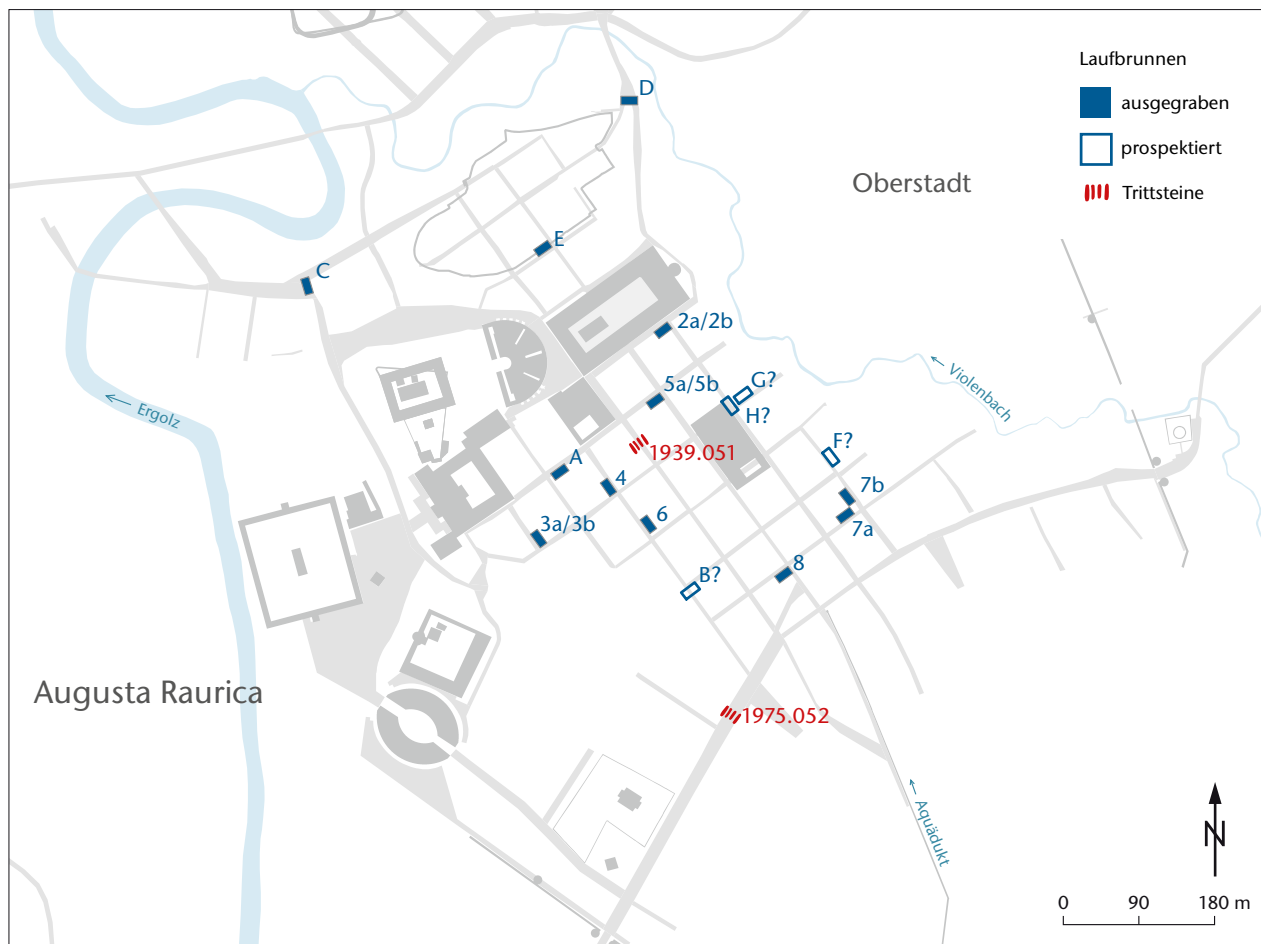 Laufbrunnen
ausgegraben
prospektiert
Trittsteine
Oberstadt
D
E
C
2a/2b
5a/5b
G?
H?
Violenbach
Ergolz
A
4
1939.051
F?
7b
7a
3a/3b
6
8
B?
Augusta Raurica
1975.052
Aquädukt
N
0 90 180 m